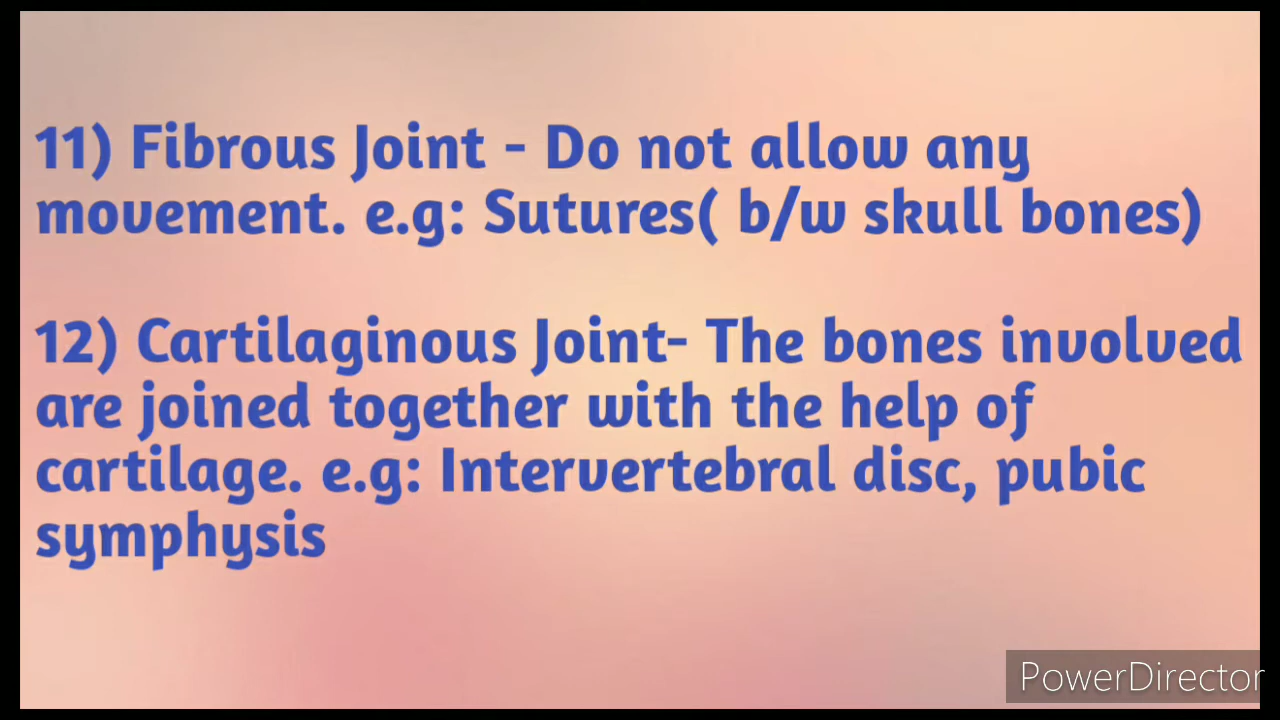 11) Fibrous Joint - Do not allow any
movement. e.g: Sutures( b/w skull bones)
12) Cartilaginous Joint- The bones involved
are joined together with the help of
cartilage. e.g: Intervertebral disc, pubic
symphysis
PowerDirector